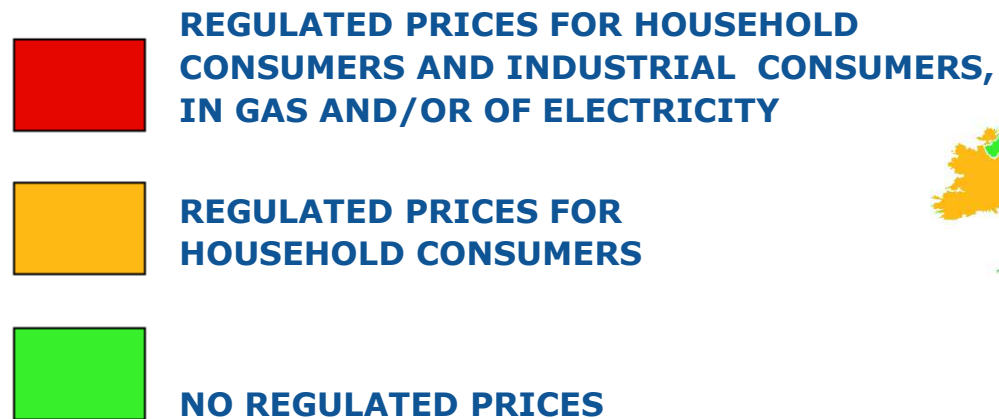 REGULATED PRICES FOR HOUSEHOLD
CONSUMERS AND INDUSTRIAL CONSUMERS,
IN GAS AND/OR OF ELECTRICITY
REGULATED PRICES FOR
HOUSEHOLD CONSUMERS
NO REGULATED PRICES